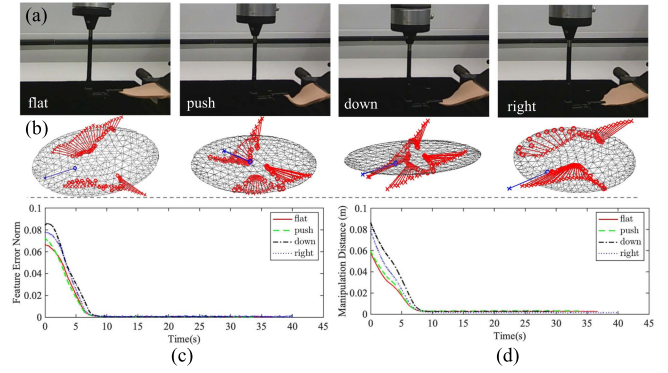 (a)
flat
push
down
right
(b)
0.1
0.08
0.06
0.04
0.02
0
Feature Error Norm
flat
push
down
right
0 5 10 15 20 25 30 35 40 45
Time(s)
(c)
0.1
0.08
0.06
0.04
0.02
0
Manipulation Distance (m)
flat
push
down
right
0 5 10 15 20 25 30 35 40 45
Time(s)
(d)